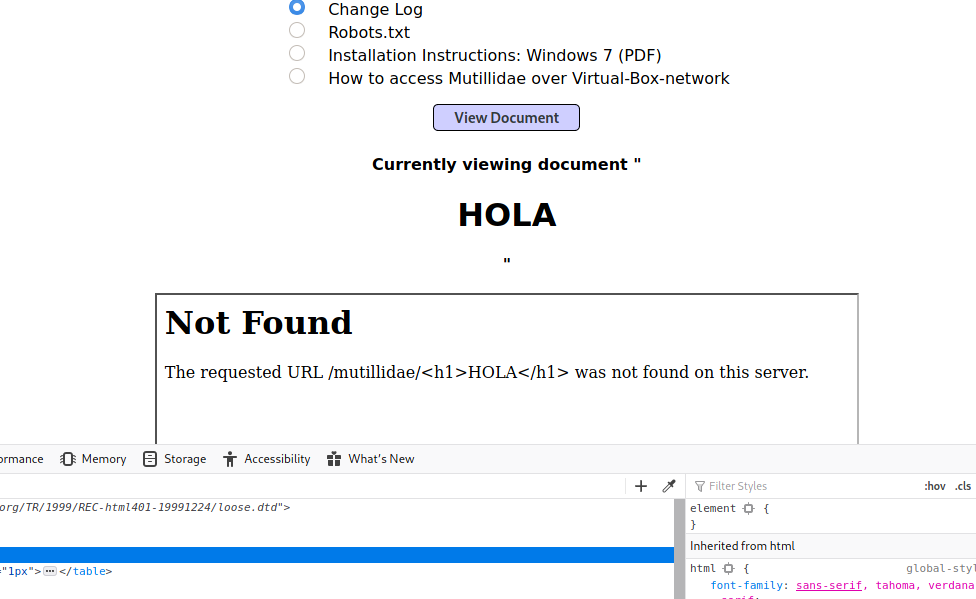 Change Log
Robots.txt
Installation Instructions: Windows 7 (PDF)
How to access Mutillidae over Virtual-Box-network
View Document
Currently viewing document "
HOLA
"
Not Found
The requested URL /mutillidae/<h1>HOLA</h1> was not found on this server.
ormance Memory Storage Accessibility What's New
+ Filter Styles :hov .cls
org/TR/1999/REC-html401-19991224/loose.dtd">
element {
}
Inherited from html
="1px"> ••• </table>
html { global-styl
font-family: sans-serif, tahoma, verdana
serif;